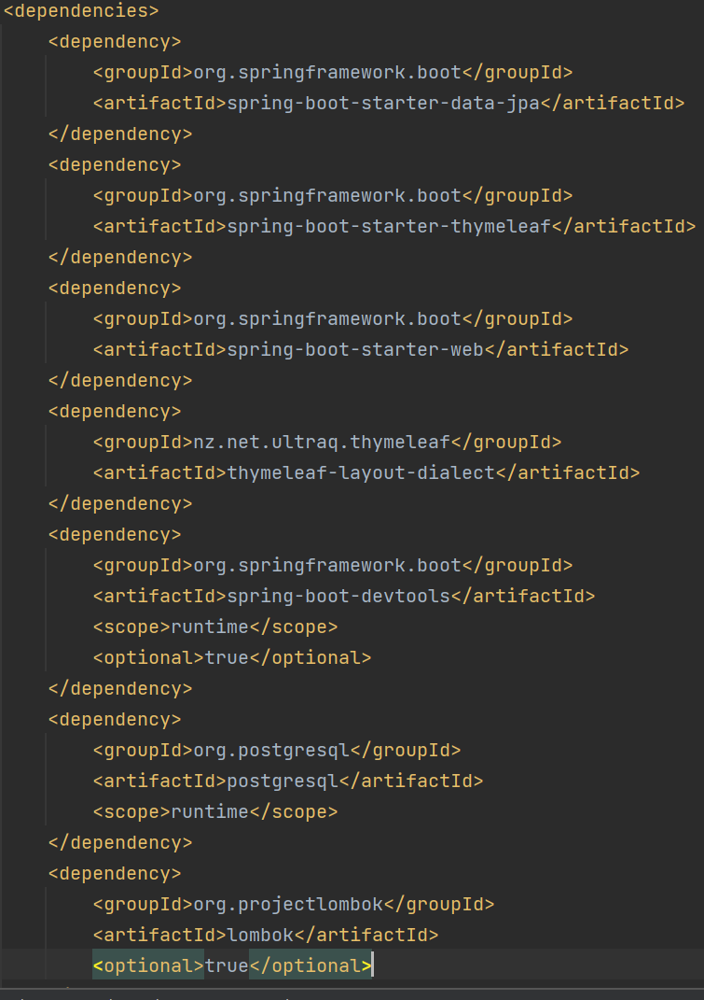 <dependencies>
<dependency>
<groupId>org.springframework.boot</groupId>
<artifactId>spring-boot-starter-data-jpa</artifactId>
</dependency>
<dependency>
<groupId>org.springframework.boot</groupId>
<artifactId>spring-boot-starter-thymeleaf</artifactId>
</dependency>
<dependency>
<groupId>org.springframework.boot</groupId>
<artifactId>spring-boot-starter-web</artifactId>
</dependency>
<dependency>
<groupId>nz.net.ultraq.thymeleaf</groupId>
<artifactId>thymeleaf-layout-dialect</artifactId>
</dependency>
<dependency>
<groupId>org.springframework.boot</groupId>
<artifactId>spring-boot-devtools</artifactId>
<scope>runtime</scope>
<optional>true</optional>
</dependency>
<dependency>
<groupId>org.postgresql</groupId>
<artifactId>postgresql</artifactId>
<scope>runtime</scope>
</dependency>
<dependency>
<groupId>org.projectlombok</groupId>
<artifactId>lombok</artifactId>
<optional>true</optional>